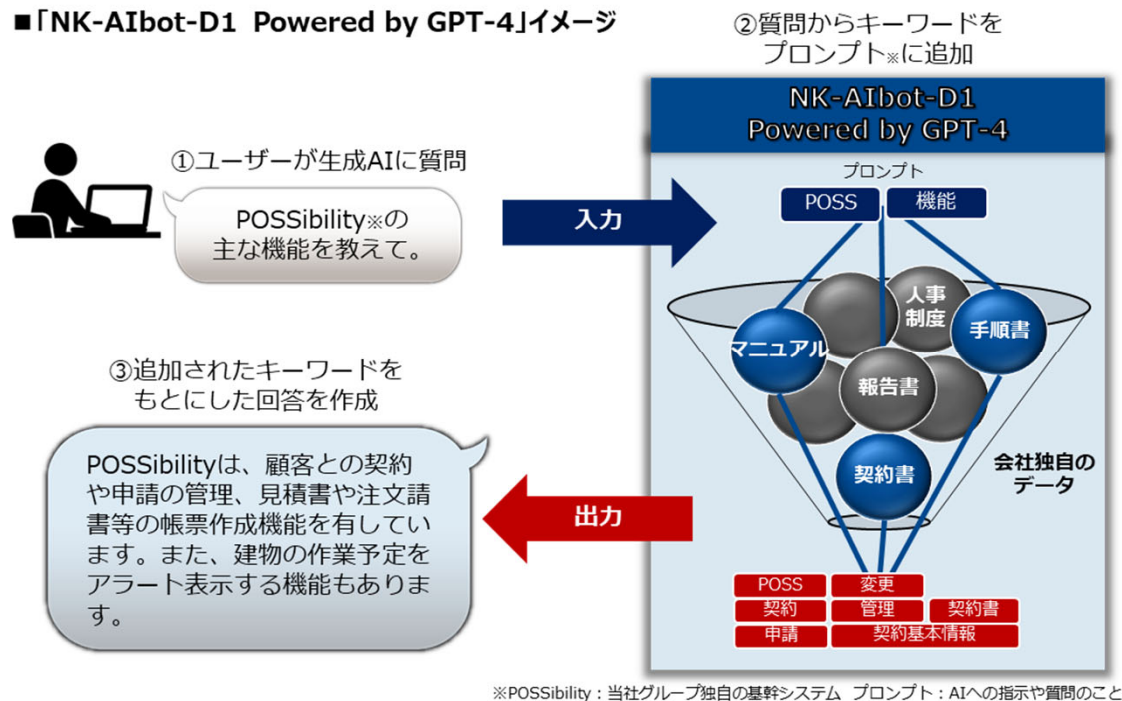 ■「NK-AIbot-D1 Powered by GPT-4」イメージ
①ユーザーが生成AIに質問
POSSibility※の
主な機能を教えて。
入力
②質問からキーワードを
プロンプト※に追加
NK-AIbot-D1
Powered by GPT-4
プロンプト
POSS
機能
人事
制度
手順書
マニュアル
報告書
契約書
会社独自の
データ
POSS
変更
契約
管理
契約書
申請
契約基本情報
出力
③追加されたキーワードを
もとにした回答を作成
POSSibilityは、顧客との契約
や申請の管理、見積書や注文請
書等の帳票作成機能を有してい
ます。また、建物の作業予定を
アラート表示する機能もありま
す。
※POSSibility：当社グループ独自の基幹システム プロンプト：AIへの指示や質問のこと